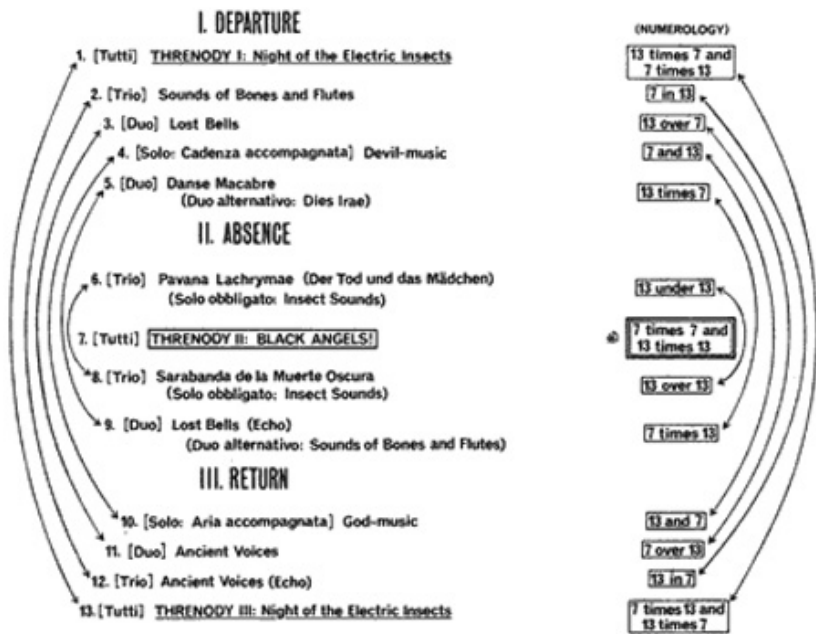 I. DEPARTURE
(NUMEROLOGY)
1. [Tutti] THRENODY I: Night of the Electric Insects
13 times 7 and
7 times 13
2. [Trio] Sounds of Bones and Flutes
7 in 13
3. [Duo] Lost Bells
13 over 7
4. [Solo: Cadenza accompagnata] Devil-music
7 and 13
5. [Duo] Danse Macabre
(Duo alternativo: Dies Irae)
13 times 7
II. ABSENCE
6. [Trio] Pavana Lachrymae (Der Tod und das Mädchen)
(Solo obbligato: Insect Sounds)
13 under 13
7. [Tutti] THRENODY II: BLACK ANGELS!
7 times 7 and
13 times 13
8. [Trio] Sarabanda de la Muerte Oscura
(Solo obbligato: Insect Sounds)
13 over 13
9. [Duo] Lost Bells (Echo)
(Duo alternativo: Sounds of Bones and Flutes)
7 times 13
III. RETURN
10. [Solo: Aria accompagnata] God-music
13 and 7
11. [Duo] Ancient Voices
7 over 13
12. [Trio] Ancient Voices (Echo)
13 in 7
13. [Tutti] THRENODY III: Night of the Electric Insects
7 times 13 and
13 times 7